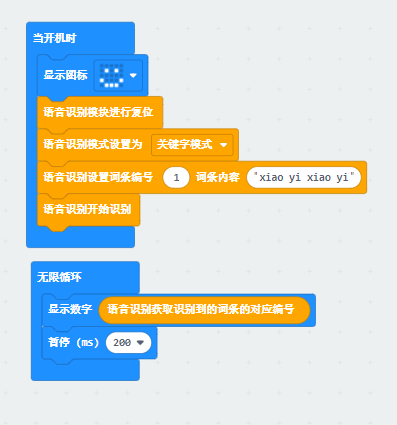 当开机时
显示图标
语音识别模块进行复位
语音识别模式设置为 关键字模式
语音识别设置词条编号 1 词条内容 "xiao yi xiao yi"
语音识别开始识别
无限循环
显示数字 语音识别获取识别到的词条的对应编号
暂停 (ms) 200